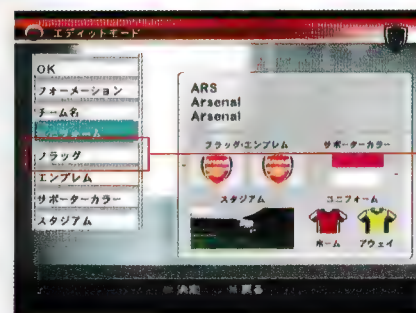 エディットモード
OK
フォーメーション
チーム名
フラッグ
エンブレム
サポーターカラー
スタジアム
ARS
Arsenal
Arsenal
フラッグ・エンブレム
サポーターカラー
スタジアム
ユニフォーム
ホーム
アウェイ
決定
戻る